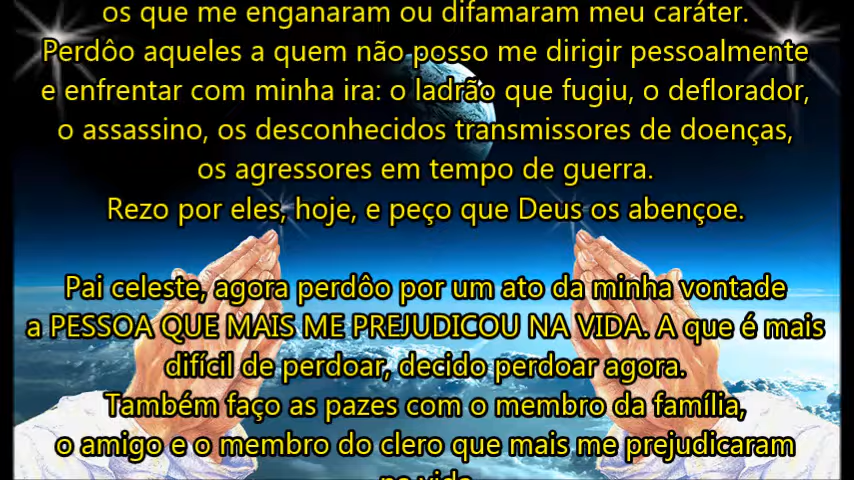 os que me enganaram ou difamaram meu caráter.
Perdôo aqueles a quem não posso me dirigir pessoalmente
e enfrentar com minha ira: o ladrão que fugiu, o deflorador,
o assassino, os desconhecidos transmissores de doenças,
os agressores em tempo de guerra.
Rezo por eles, hoje, e peço que Deus os abençoe.
Pai celeste, agora perdôo por um ato da minha vontade
a PESSOA QUE MAIS ME PREJUDICOU NA VIDA. A que é mais
difícil de perdoar, decido perdoar agora.
Também faço as pazes com o membro da família,
o amigo e o membro do clero que mais me prejudicaram
na vida